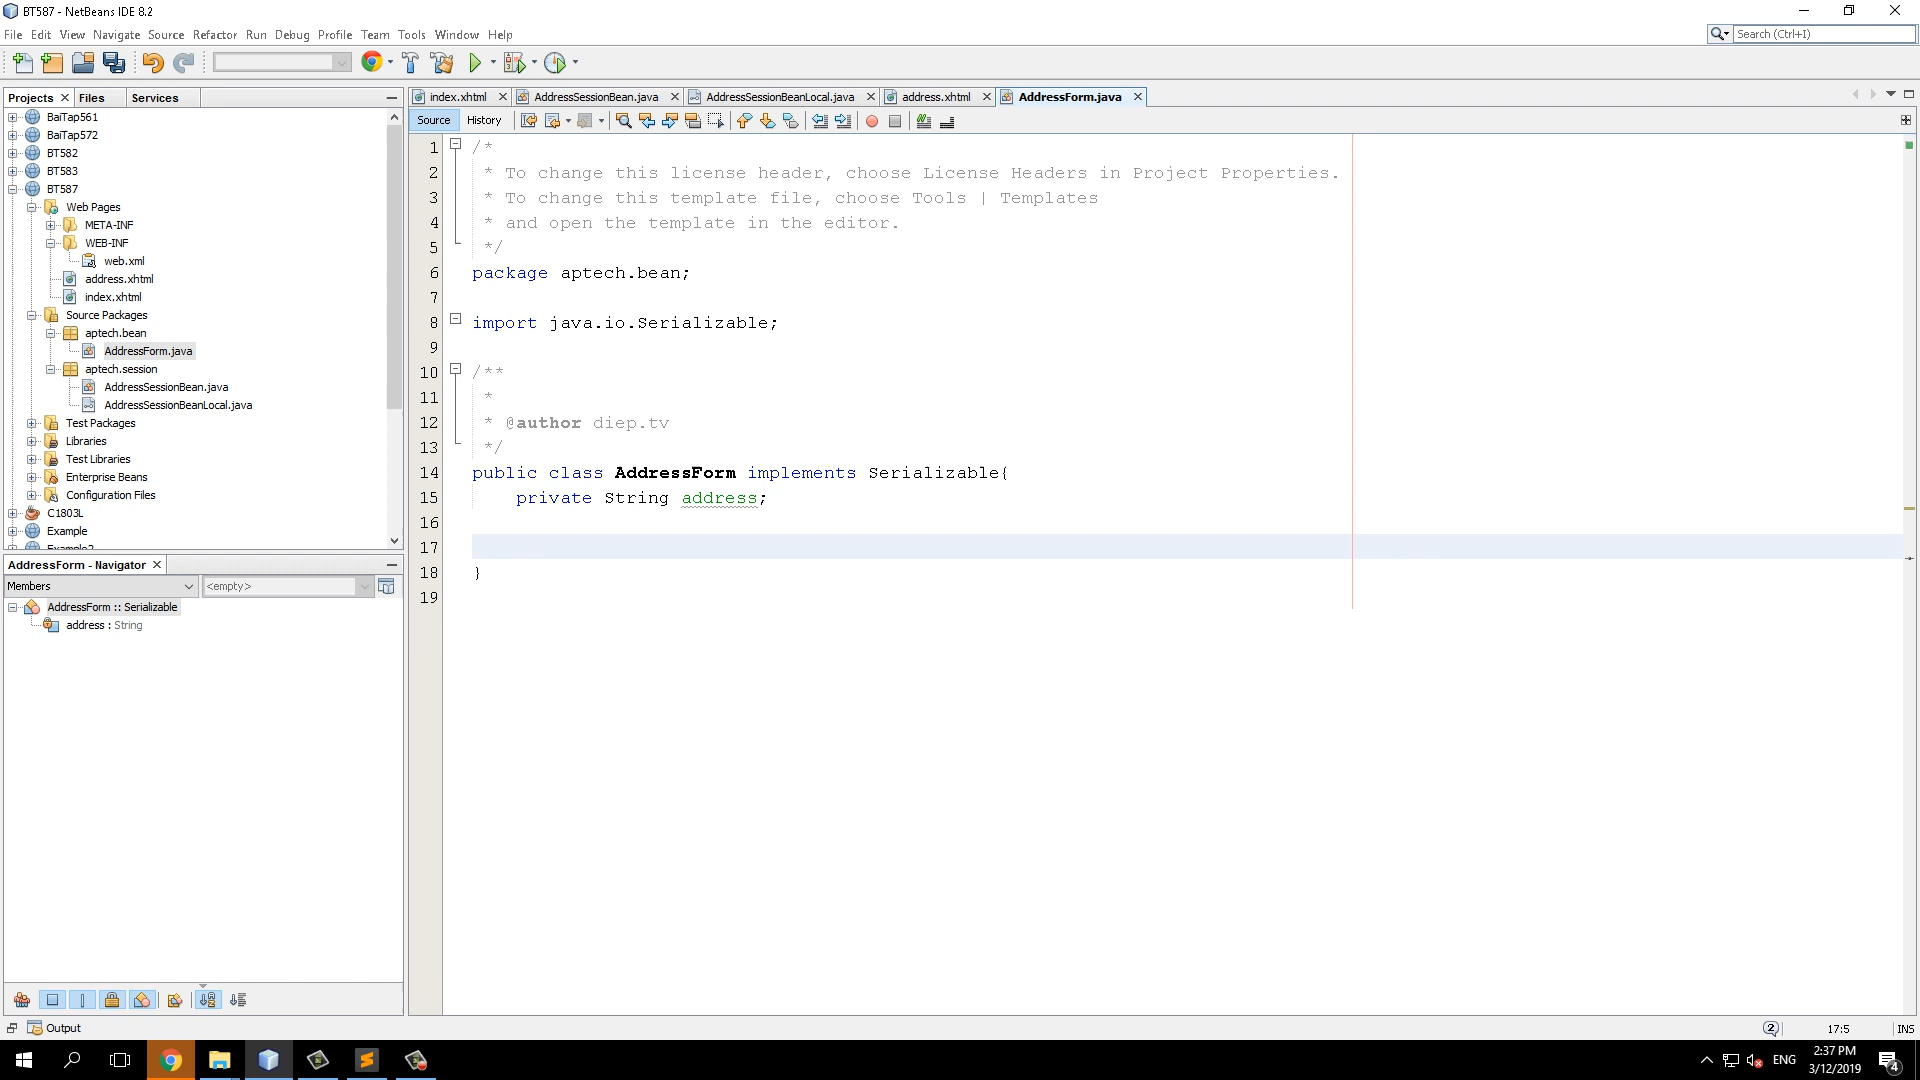 BT587 - NetBeans IDE 8.2
File Edit View Navigate Source Refactor Run Debug Profile Team Tools Window Help
Search (Ctrl+I)
Projects Files Services
index.xhtml AddressSessionBean.java AddressSessionBeanLocal.java address.xhtml AddressForm.java
Source History
BaiTap561
BaiTap572
BT582
BT583
BT587
Web Pages
META-INF
WEB-INF
web.xml
address.xhtml
index.xhtml
Source Packages
aptech.bean
AddressForm.java
aptech.session
AddressSessionBean.java
AddressSessionBeanLocal.java
Test Packages
Libraries
Test Libraries
Enterprise Beans
Configuration Files
C1803L
Example
Example2
AddressForm - Navigator
Members <empty>
AddressForm :: Serializable
address : String
1 /*
2 * To change this license header, choose License Headers in Project Properties.
3 * To change this template file, choose Tools | Templates
4 * and open the template in the editor.
5 */
6 package aptech.bean;
7
8 import java.io.Serializable;
9
10 /**
11 *
12 * @author diep.tv
13 */
14 public class AddressForm implements Serializable{
15 private String address;
16
17
18 }
19
Output
2 17:5 INS
ENG
2:37 PM
3/12/2019
4